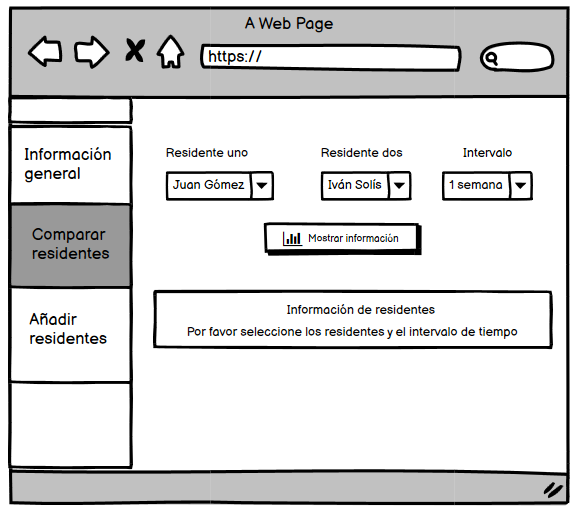 A Web Page
https://
Información
general
Comparar
residentes
Añadir
residentes
Residente uno
Residente dos
Intervalo
Juan Gómez
Iván Solís
1 semana
Mostrar información
Información de residentes
Por favor seleccione los residentes y el intervalo de tiempo